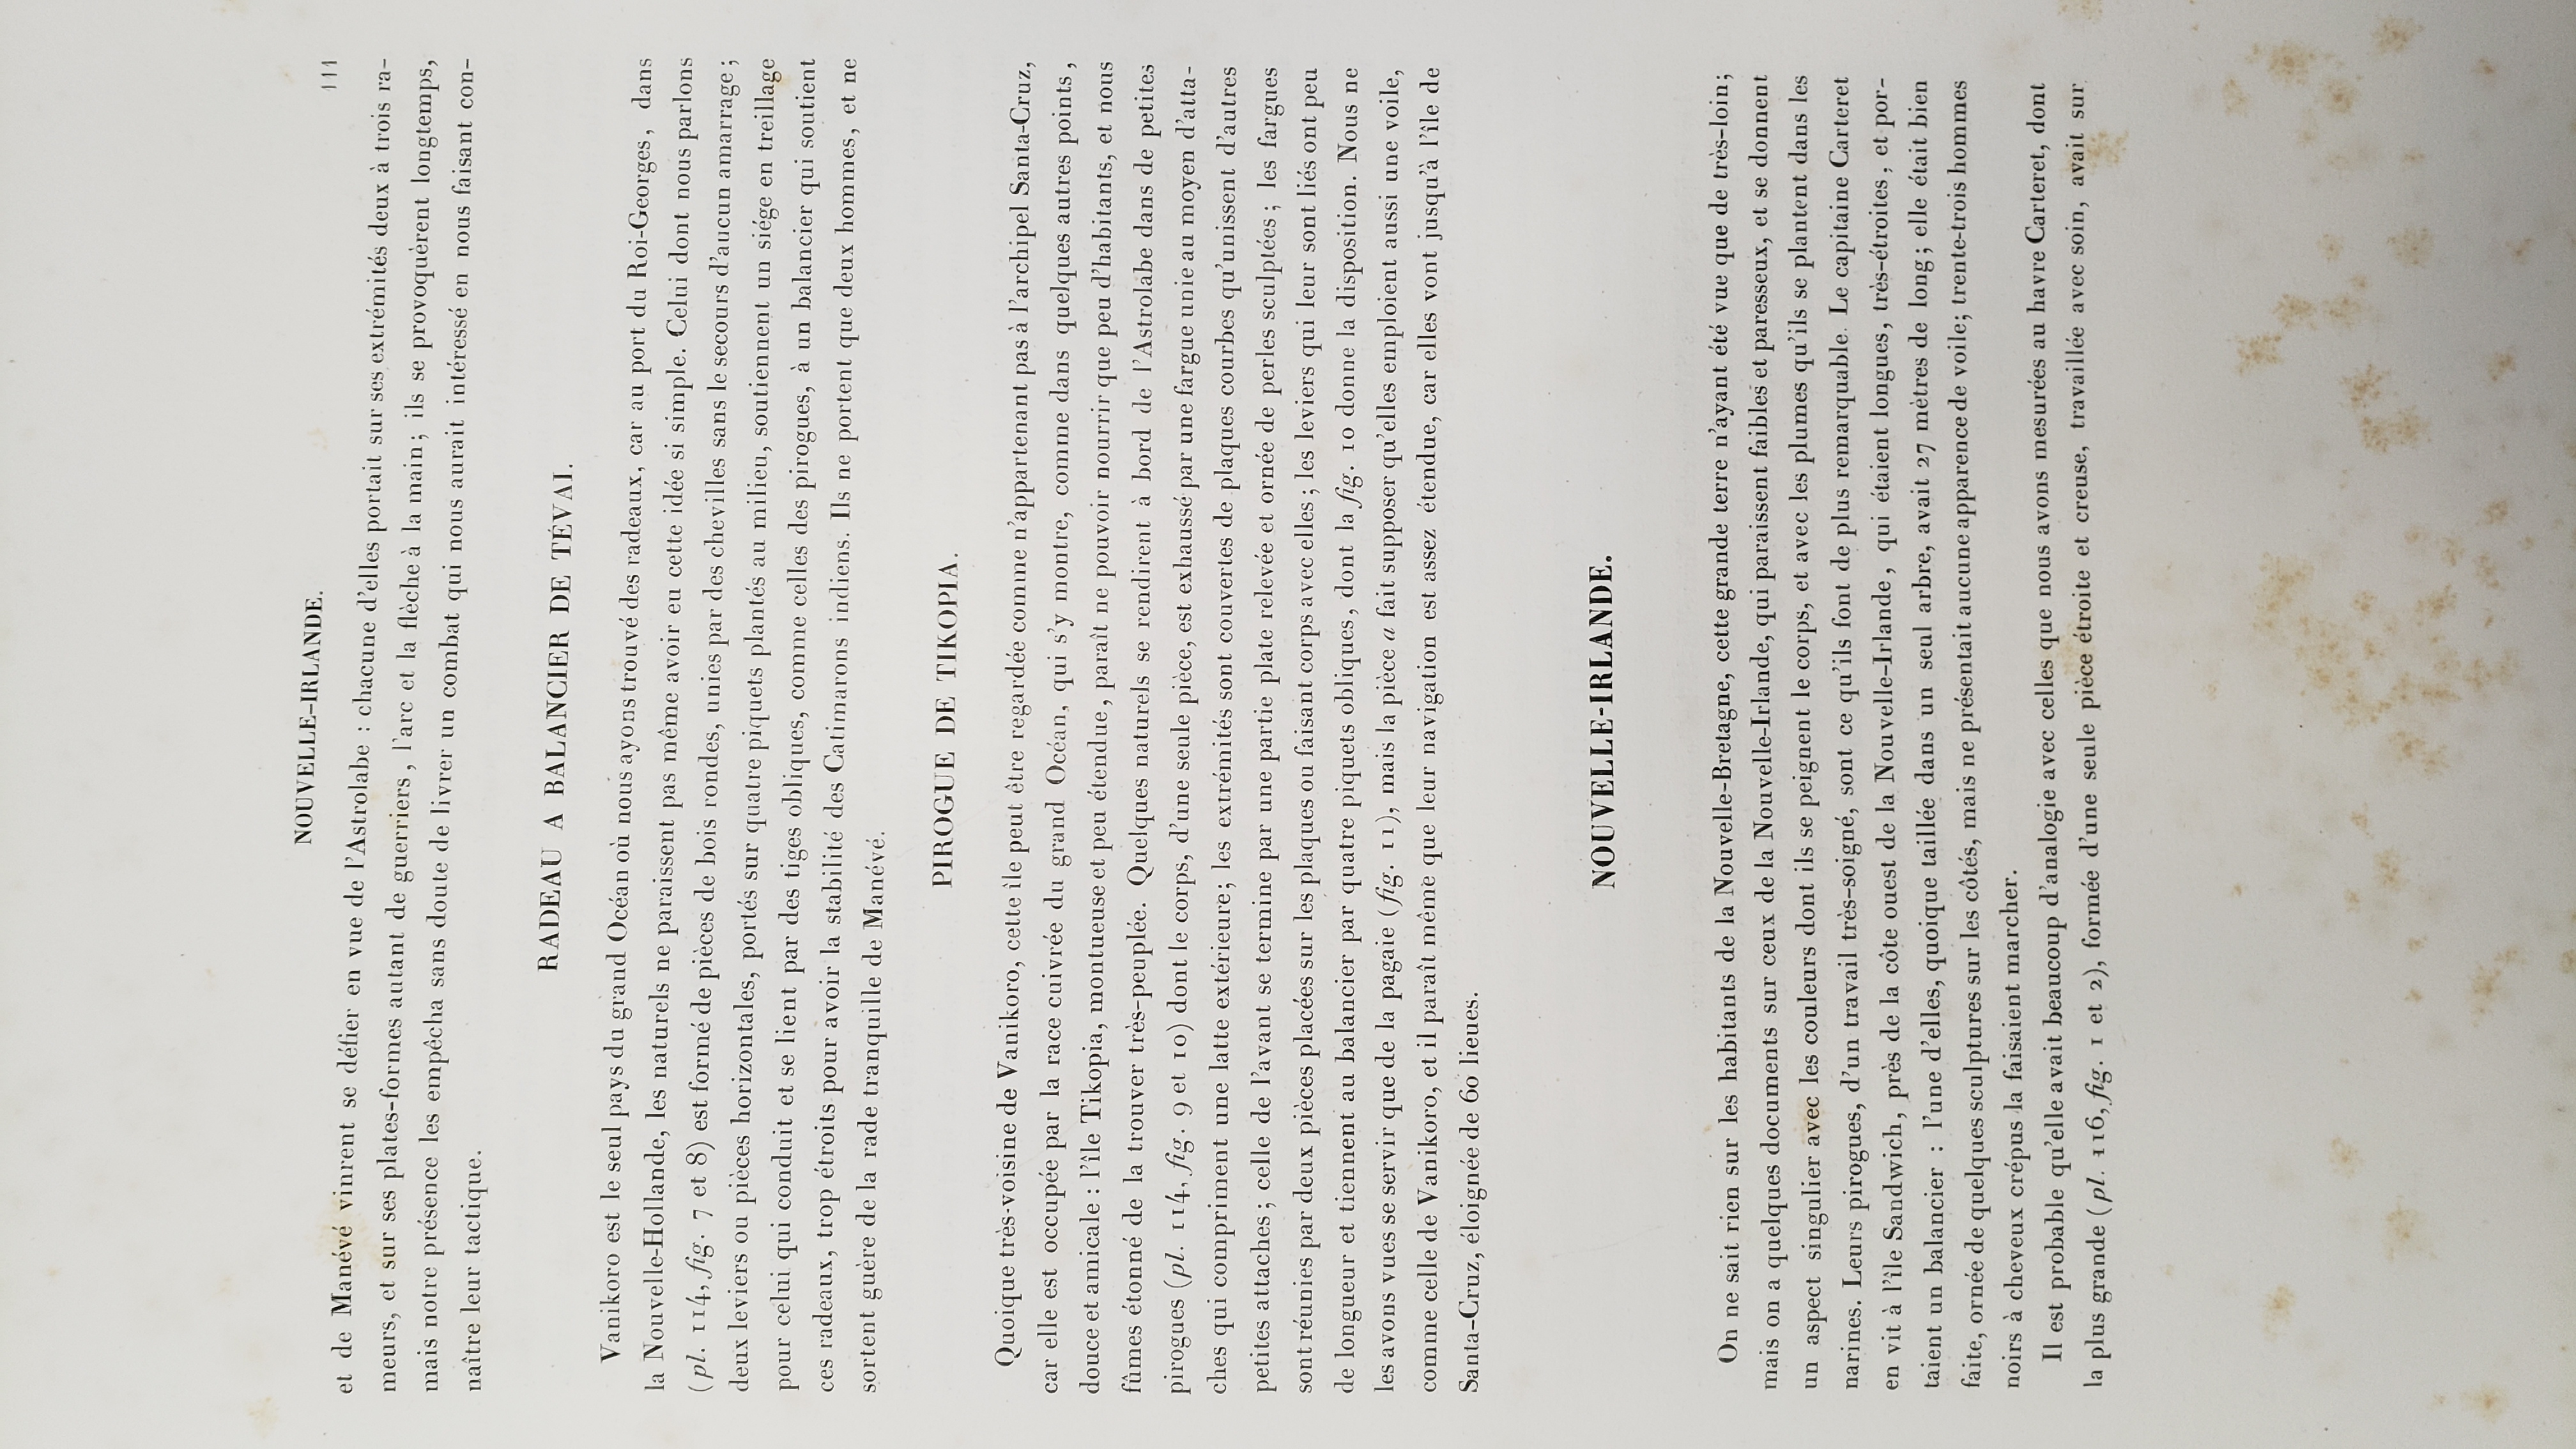 NOUVELLE-IRLANDE.
111
et de Manévé vinrent se défier en vue de l'Astrolabe : chacune d'elles portait sur ses extrémités deux à trois ra-
meurs, et sur ses plates-formes autant de guerriers, l'arc et la flèche à la main; ils se provoquèrent longtemps,
mais notre présence les empêcha sans doute de livrer un combat qui nous aurait intéressé en nous faisant con-
naître leur tactique.
RADEAU A BALANCIER DE TÉVAI.
Vanikoro est le seul pays du grand Océan où nous ayons trouvé des radeaux, car au port du Roi-Georges, dans
la Nouvelle-Hollande, les naturels ne paraissent pas même avoir eu cette idée si simple. Celui dont nous parlons
(pl. 114, fig. 7 et 8) est formé de pièces de bois rondes, unies par des chevilles sans le secours d'aucun amarrage;
deux leviers ou pièces horizontales, portés sur quatre piquets plantés au milieu, soutiennent un siége en treillage
pour celui qui conduit et se lient par des tiges obliques, comme celles des pirogues, à un balancier qui soutient
ces radeaux, trop étroits pour avoir la stabilité des Catimarons indiens. Ils ne portent que deux hommes, et ne
sortent guère de la rade tranquille de Manévé.
PIROGUE DE TIKOPIA.
Quoique très-voisine de Vanikoro, cette île peut être regardée comme n'appartenant pas à l'archipel Santa-Cruz,
car elle est occupée par la race cuivrée du grand Océan, qui s'y montre, comme dans quelques autres points,
douce et amicale : l'île Tikopia, montueuse et peu étendue, paraît ne pouvoir nourrir que peu d'habitants, et nous
fûmes étonné de la trouver très-peuplée. Quelques naturels se rendirent à bord de l'Astrolabe dans de petites
pirogues (pl. 114, fig. 9 et 10) dont le corps, d'une seule pièce, est exhaussé par une fargue unie au moyen d'atta-
ches qui compriment une latte extérieure; les extrémités sont couvertes de plaques courbes qu'unissent d'autres
petites attaches; celle de l'avant se termine par une partie plate relevée et ornée de perles sculptées; les fargues
sont réunies par deux pièces placées sur les plaques ou faisant corps avec elles; les leviers qui leur sont liés ont peu
de longueur et tiennent au balancier par quatre piquets obliques, dont la fig. 10 donne la disposition. Nous ne
les avons vues se servir que de la pagaie (fig. 11), mais la pièce a fait supposer qu'elles emploient aussi une voile,
comme celle de Vanikoro, et il paraît même que leur navigation est assez étendue, car elles vont jusqu'à l'île de
Santa-Cruz, éloignée de 60 lieues.
NOUVELLE-IRLANDE.
On ne sait rien sur les habitants de la Nouvelle-Bretagne, cette grande terre n'ayant été vue que de très-loin;
mais on a quelques documents sur ceux de la Nouvelle-Irlande, qui paraissent faibles et paresseux, et se donnent
un aspect singulier avec les couleurs dont ils se peignent le corps, et avec les plumes qu'ils se plantent dans les
narines. Leurs pirogues, d'un travail très-soigné, sont ce qu'ils font de plus remarquable. Le capitaine Carteret
en vit à l'île Sandwich, près de la côte ouest de la Nouvelle-Irlande, qui étaient longues, très-étroites, et por-
taient un balancier : l'une d'elles, quoique taillée dans un seul arbre, avait 27 mètres de long; elle était bien
faite, ornée de quelques sculptures sur les côtés, mais ne présentait aucune apparence de voile; trente-trois hommes
noirs à cheveux crépus la faisaient marcher.
Il est probable qu'elle avait beaucoup d'analogie avec celles que nous avons mesurées au havre Carteret, dont
la plus grande (pl. 116, fig. 1 et 2), formée d'une seule pièce étroite et creuse, travaillée avec soin, avait sur